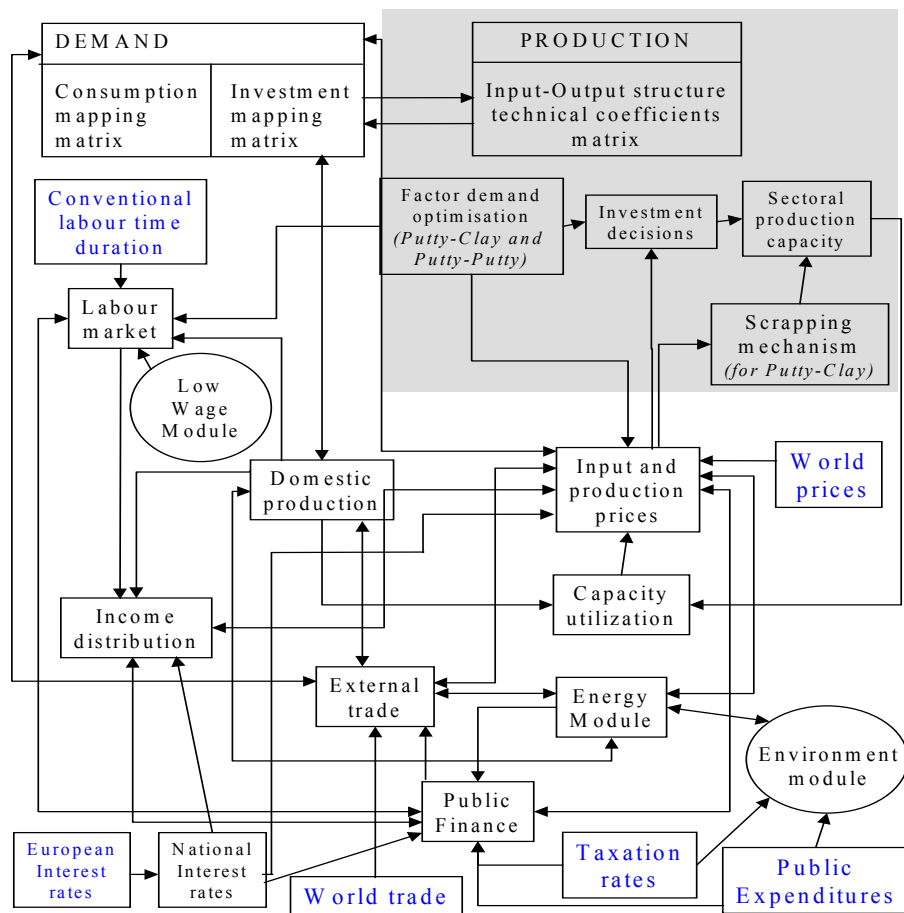 DEMAND
Consumption
mapping
matrix
Investment
mapping
matrix
PRODUCTION
Input-Output structure
technical coefficients
matrix
Conventional
labour time
duration
Factor demand
optimisation
(Putty-Clay and
Putty-Putty)
Investment
decisions
Sectoral
production
capacity
Labour
market
Scrapping
mechanism
(for Putty-Clay)
Low
Wage
Module
Domestic
production
Input and
production
prices
World
prices
Income
distribution
Capacity
utilization
External
trade
Energy
Module
Environment
module
Public
Finance
European
Interest
rates
National
Interest
rates
World trade
Taxation
rates
Public
Expenditures